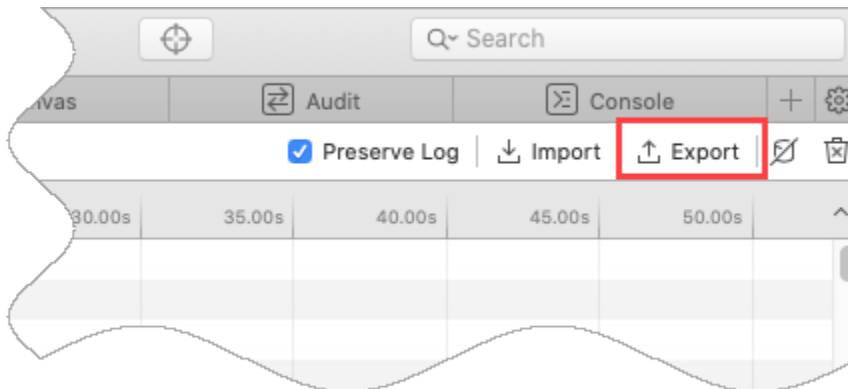 Search
Audit
Console
Preserve Log
Import
Export
30.00s
35.00s
40.00s
45.00s
50.00s